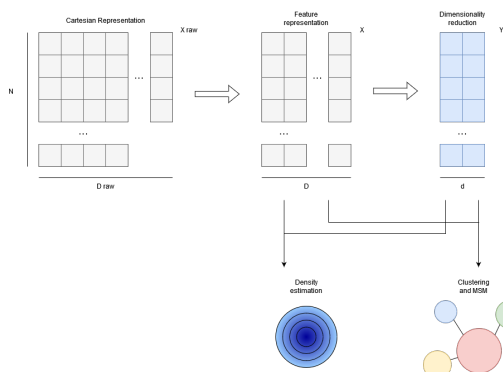 Cartesian Representation
X raw
Feature
representation
X
Dimensionality
reduction
Y
N
...
...
...
...
D raw
D
d
Density
estimation
Clustering
and MSM